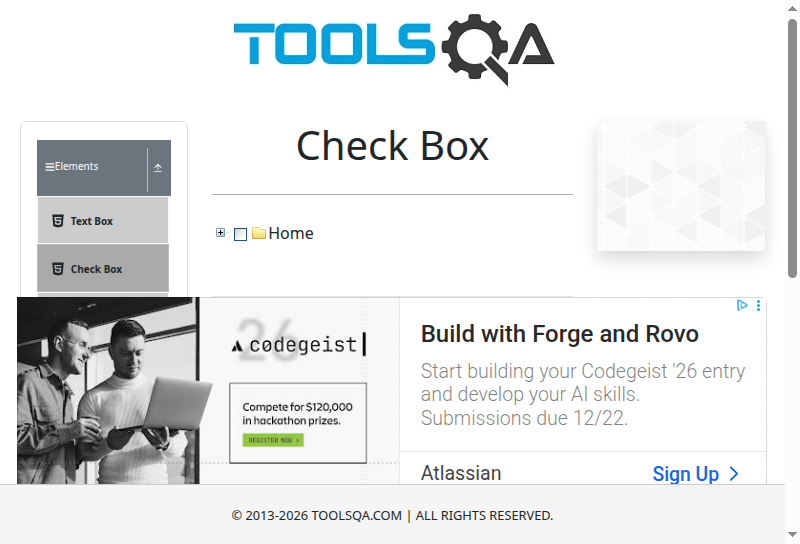 TOOLSQA
Check Box
Elements
Text Box
Check Box
Home
26
codegeist
Compete for $120,000
in hackathon prizes.
REGISTER NOW >
Build with Forge and Rovo
Start building your Codegeist '26 entry
and develop your AI skills.
Submissions due 12/22.
Atlassian
Sign Up
© 2013-2026 TOOLSQA.COM | ALL RIGHTS RESERVED.